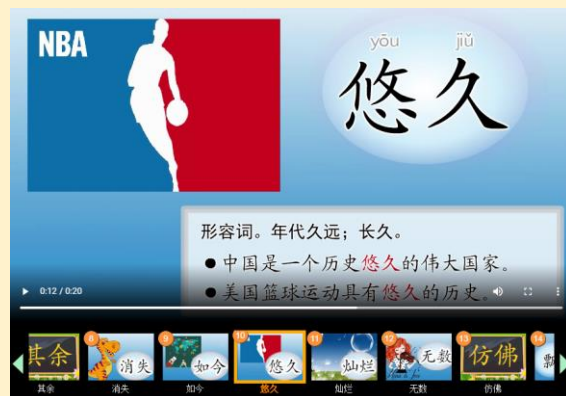 NBA
yōu jiǔ
悠久
形容词。年代久远；长久。
●中国是一个历史悠久的伟大国家。
●美国篮球运动具有悠久的历史。
0:12 / 0:20
其余
8
消失
9
如今
10
悠久
11
灿烂
12
无数
13
仿佛
14
飘
其余 消失 如今 悠久 灿烂 无数 仿佛